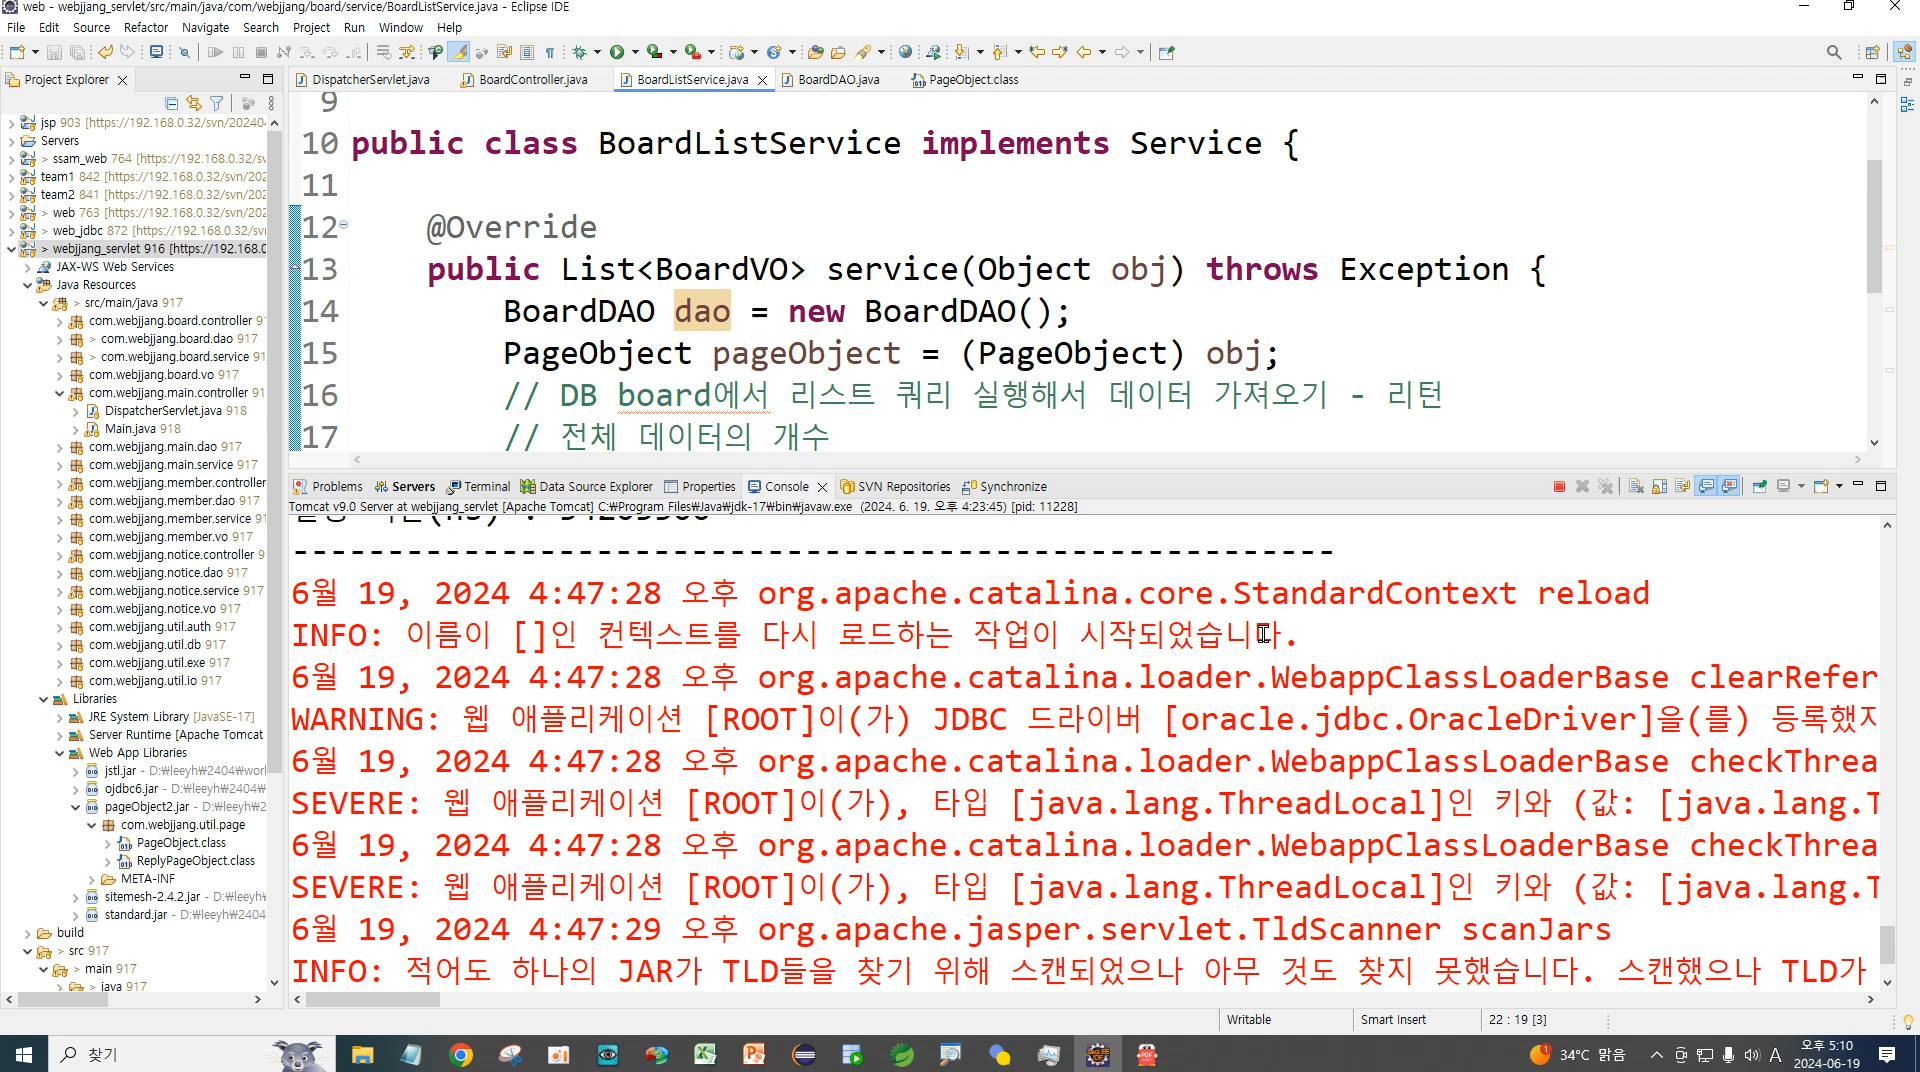 web - webjjang_servlet/src/main/java/com/webjjang/board/service/BoardListService.java - Eclipse IDE
File Edit Source Refactor Navigate Search Project Run Window Help
Project Explorer
DispatcherServlet.java BoardController.java BoardListService.java BoardDAO.java PageObject.class
jsp 903 [https://192.168.0.32/svn/20240
Servers
> ssam_web 764 [https://192.168.0.32/sv
team1 842 [https://192.168.0.32/svn/202
team2 841 [https://192.168.0.32/svn/202
> web 763 [https://192.168.0.32/svn/202
> web_jdbc 872 [https://192.168.0.32/svn
> webjjang_servlet 916 [https://192.168.0
JAX-WS Web Services
Java Resources
> src/main/java 917
com.webjjang.board.controller 9
> com.webjjang.board.dao 917
> com.webjjang.board.service 91
com.webjjang.board.vo 917
com.webjjang.main.controller 91
DispatcherServlet.java 918
Main.java 918
com.webjjang.main.dao 917
com.webjjang.main.service 917
com.webjjang.member.controller
com.webjjang.member.dao 917
com.webjjang.member.service 91
com.webjjang.member.vo 917
com.webjjang.notice.controller 9
com.webjjang.notice.dao 917
com.webjjang.notice.service 917
com.webjjang.notice.vo 917
com.webjjang.util.auth 917
com.webjjang.util.db 917
com.webjjang.util.exe 917
com.webjjang.util.io 917
Libraries
JRE System Library [JavaSE-17]
Server Runtime [Apache Tomcat
Web App Libraries
jstl.jar - D:₩leeyh₩2404₩worl
ojdbc6.jar - D:₩leeyh₩2404₩
pageObject2.jar - D:₩leeyh₩2
com.webjjang.util.page
PageObject.class
ReplyPageObject.class
META-INF
sitemesh-2.4.2.jar - D:₩leeyh₩
standard.jar - D:₩leeyh₩2404
build
> src 917
> main 917
> java 917
9
10 public class BoardListService implements Service {
11
12 @Override
13 public List<BoardVO> service(Object obj) throws Exception {
14 BoardDAO dao = new BoardDAO();
15 PageObject pageObject = (PageObject) obj;
16 // DB board에서 리스트 쿼리 실행해서 데이터 가져오기 - 리턴
17 // 전체 데이터의 개수
Problems Servers Terminal Data Source Explorer Properties Console SVN Repositories Synchronize
Tomcat v9.0 Server at webjjang_servlet [Apache Tomcat] C:₩Program Files₩Java₩jdk-17₩bin₩javaw.exe (2024. 6. 19. 오후 4:23:45) [pid: 11228]
-------------------------------------------------------
6월 19, 2024 4:47:28 오후 org.apache.catalina.core.StandardContext reload
INFO: 이름이 []인 컨텍스트를 다시 로드하는 작업이 시작되었습니다.
6월 19, 2024 4:47:28 오후 org.apache.catalina.loader.WebappClassLoaderBase clearRefer
WARNING: 웹 애플리케이션 [ROOT]이(가) JDBC 드라이버 [oracle.jdbc.OracleDriver]을(를) 등록했지
6월 19, 2024 4:47:28 오후 org.apache.catalina.loader.WebappClassLoaderBase checkThrea
SEVERE: 웹 애플리케이션 [ROOT]이(가), 타입 [java.lang.ThreadLocal]인 키와 (값: [java.lang.T
6월 19, 2024 4:47:28 오후 org.apache.catalina.loader.WebappClassLoaderBase checkThrea
SEVERE: 웹 애플리케이션 [ROOT]이(가), 타입 [java.lang.ThreadLocal]인 키와 (값: [java.lang.T
6월 19, 2024 4:47:29 오후 org.apache.jasper.servlet.TldScanner scanJars
INFO: 적어도 하나의 JAR가 TLD들을 찾기 위해 스캔되었으나 아무 것도 찾지 못했습니다. 스캔했으나 TLD가
Writable Smart Insert 22 : 19 [3]
찾기
34°C 맑음
A
오후 5:10
2024-06-19